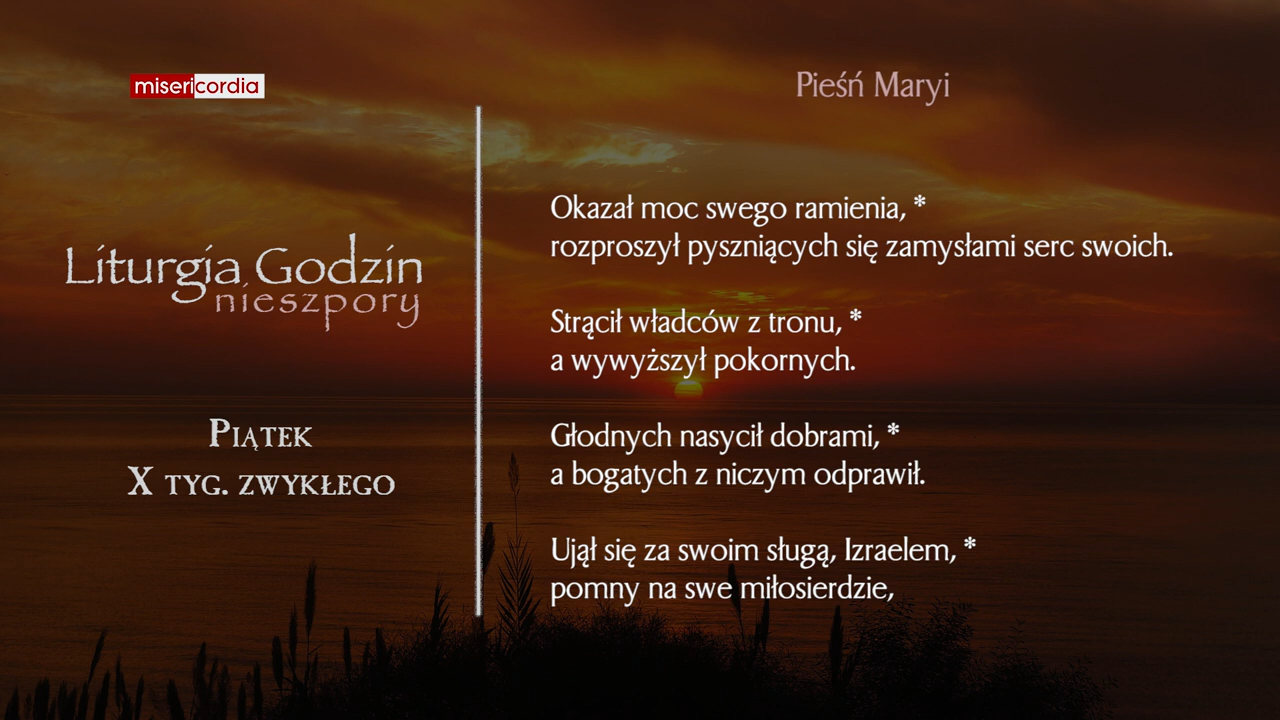 misericordia
Liturgia Godzin
nieszpory
Piątek
X tyg. zwykłego
Pieśń Maryi
Okazał moc swego ramienia, *
rozproszył pyszniących się zamysłami serc swoich.
Strącił władców z tronu, *
a wywyższył pokornych.
Głodnych nasycił dobrami, *
a bogatych z niczym odprawił.
Ujął się za swoim sługą, Izraelem, *
pomny na swe miłosierdzie,